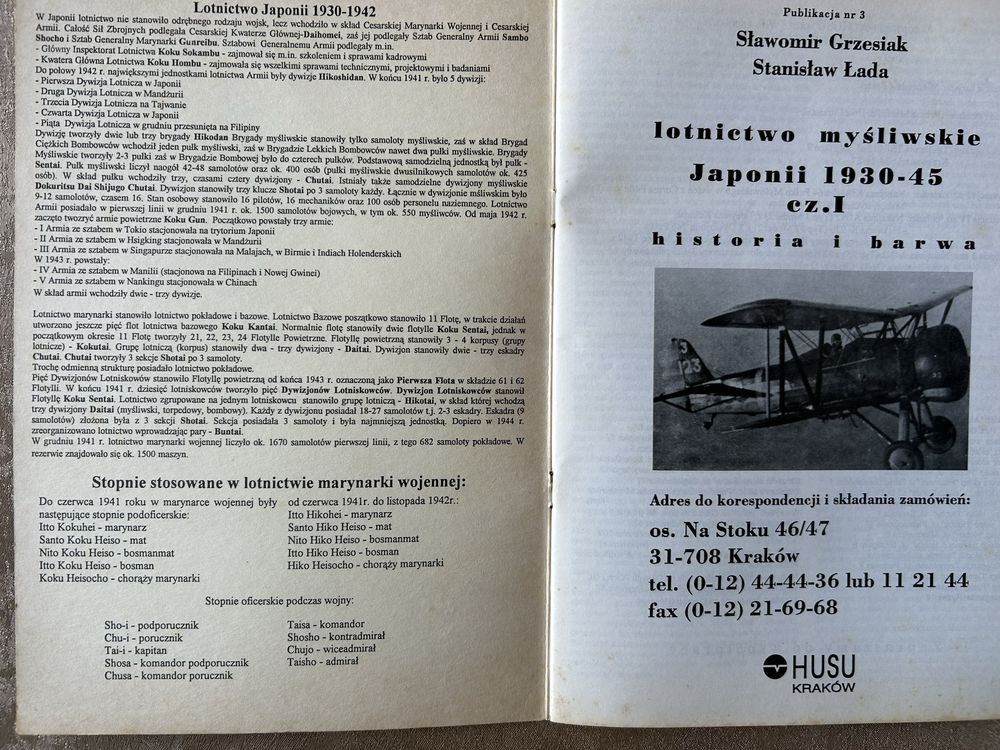 Lotnictwo Japonii 1930-1942
W Japonii lotnictwo nie stanowiło odrębnego rodzaju wojsk, lecz wchodziło w skład Cesarskiej Marynarki Wojennej i Cesarskiej
Armii. Całość Sił Zbrojnych podlegała Cesarskiej Kwaterze Głównej-Daihomei, zaś jej podlegały Sztab Generalny Armii Sambo
Shocho i Sztab Generalny Marynarki Gunreibu. Sztabowi Generalnemu Armii podlegały m.in.
- Główny Inspektorat Lotnictwa Koku Sokambu - zajmował się m.in. szkoleniem i sprawami kadrowymi
- Kwatera Główna Lotnictwa Koku Hombu - zajmowała się wszelkimi sprawami technicznymi, projektowymi i badaniami
Do połowy 1942 r. największymi jednostkami lotnictwa Armii były dywizje Hikoshidan. W końcu 1941 r. było 5 dywizji:
- Pierwsza Dywizja Lotnicza w Japonii
- Druga Dywizja Lotnicza w Mandżurii
- Trzecia Dywizja Lotnicza na Tajwanie
- Czwarta Dywizja Lotnicza w Japonii
- Piąta Dywizja Lotnicza w grudniu przesunięta na Filipiny
Dywizję tworzyły dwie lub trzy brygady Hikodan Brygady myśliwskie stanowiły tylko samoloty myśliwskie, zaś w skład Brygad
Ciężkich Bombowców wchodził jeden pułk myśliwski, zaś w Brygadzie Lekkich Bombowców nawet dwa pułki myśliwskie. Brygady
Myśliwskie tworzyły 2-3 pułki zaś w Brygadzie Bombowej było do czterech pułków. Podstawową samodzielną jednostką był pułk -
Sentai. Pułk myśliwski liczył naogół 42-48 samolotów oraz ok. 400 osób (pułki myśliwskie dwusilnikowych samolotów ok. 425
osób). W skład pułku wchodziły trzy, czasami cztery dywizjony - Chutai. Istniały także samodzielne dywizjony myśliwskie
Dokuritsu Dai Shijugo Chutai. Dywizjon stanowiły trzy klucze Shotai po 3 samoloty każdy. Łącznie w dywizjonie mśliwskim było
9-12 samolotów, czasem 16. Stan osobowy stanowiło 16 pilotów, 16 mechaników oraz 100 osób personelu naziemnego. Lotnictwo
Armii posiadało w pierwszej linii w grudniu 1941 r. ok. 1500 samolotów bojowych, w tym ok. 550 myśliwców. Od maja 1942 r.
zaczęto twozryć armie powietrzne Koku Gun. Początkowo powstały trzy armie:
- I Armia ze sztabem w Tokio stacjonowała na trytorium Japonii
- II Armia ze sztabem w Hsigking stacjonowała w Mandżurii
- III Armia ze sztabem w Singapurze stacjonowała na Malajach, w Birmie i Indiach Holenderskich
W 1943 r. powstały:
- IV Armia ze sztabem w Manilii (stacjonowa na Filipinach i Nowej Gwinei)
- V Armia ze sztabem w Nankingu stacjonowała w Chinach
W skład armii wchodziły dwie - trzy dywizje.
Lotnictwo marynarki stanowiło lotnictwo pokładowe i bazowe. Lotnictwo Bazowe początkowo stanowiło 11 Flotę, w trakcie działań
utworzono jeszcze pięć flot lotnictwa bazowego Koku Kantai. Normalnie flotę stanowiły dwie flotylle Koku Sentai, jednak w
początkowym okresie 11 Flotę tworzyły 21, 22, 23, 24 Flotylle Powietrzne. Flotyllę powietrzną stanowiły 3 - 4 korpusy (grupy
lotnicze) - Kokutai. Grupę lotniczą (korpus) stanowiły dwa - trzy dywizjony - Daitai. Dywizjon stanowiły dwie - trzy eskadry
Chutai. Chutai tworzyły 3 sekcje Shotai po 3 samoloty.
Trochę odmienną strukturę posiadało lotnictwo pokładowe.
Pięć Dywizjonów Lotniskowców stanowiło Flotyllę powietrzną od końca 1943 r. oznaczoną jako Pierwsza Flota w składzie 61 i 62
Flotylli. W końcu 1941 r. dziesięć lotniskowców tworzyło pięć Dywizjonów Lotniskowców. Dywizjon Lotniskowców stanowił
Flotyllę Koku Sentai. Lotnictwo zgrupowane na jednym lotniskowcu stanowiło grupę lotniczą - Hikotai, w skład której wchodzą
trzy dywizjony Daitai (myśliwski, torpedowy, bombowy). Każdy z dywizjonu posiadał 18-27 samolotów t.j. 2-3 eskadry. Eskadra (9
samolotów) złożona była z 3 sekcji Shotai. Sekcja posiadała 3 samoloty i była najmniejszą jednostką. Dopiero w 1944 r.
zreorganizowano lotnictwo wprowadzając pary - Buntai.
W grudniu 1941 r. lotnictwo marynarki wojennej liczyło ok. 1670 samolotów pierwszej linii, z tego 682 samoloty pokładowe. W
rezerwie znajdowało się ok. 1500 maszyn.
Stopnie stosowane w lotnictwie marynarki wojennej:
Do czerwca 1941 roku w marynarce wojennej były
następujące stopnie podoficerskie:
Itto Kokuhei - marynarz
Santo Koku Heiso - mat
Nito Koku Heiso - bosmanmat
Itto Koku Heiso - bosman
Koku Heisocho - chorąży marynarki
od czerwca 1941r. do listopada 1942r.:
Itto Hikohei - marynarz
Santo Hiko Heiso - mat
Nito Hiko Heiso - bosmanmat
Itto Hiko Heiso - bosman
Hiko Heisocho - chorąży marynarki
Stopnie oficerskie podczas wojny:
Sho-i - podporucznik
Chu-i - porucznik
Tai-i - kapitan
Shosa - komandor podporucznik
Chusa - komandor porucznik
Taisa - komandor
Shosho - kontradmirał
Chujo - wiceadmirał
Taisho - admirał
Publikacja nr 3
Sławomir Grzesiak
Stanisław Łada
lotnictwo myśliwskie
Japonii 1930-45
cz.I
historia i barwa
23
Adres do korespondencji i składania zamówień:
os. Na Stoku 46/47
31-708 Kraków
tel. (0-12) 44-44-36 lub 11 21 44
fax (0-12) 21-69-68
HUSU
KRAKÓW